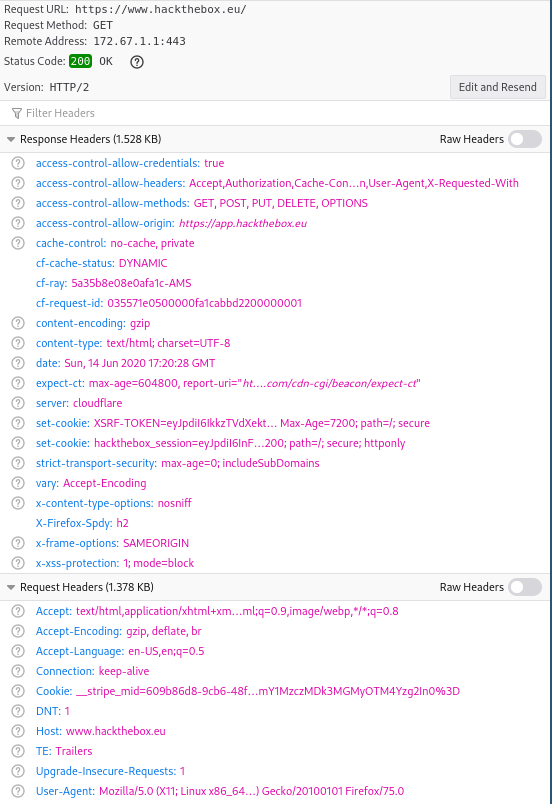 Request URL: https://www.hackthebox.eu/
Request Method: GET
Remote Address: 172.67.1.1:443
Status Code: 200 OK ?
Version: HTTP/2 Edit and Resend
Filter Headers
Response Headers (1.528 KB) Raw Headers
? access-control-allow-credentials: true
? access-control-allow-headers: Accept,Authorization,Cache-Con…n,User-Agent,X-Requested-With
? access-control-allow-methods: GET, POST, PUT, DELETE, OPTIONS
? access-control-allow-origin: https://app.hackthebox.eu
? cache-control: no-cache, private
cf-cache-status: DYNAMIC
cf-ray: 5a35b8e08e0afa1c-AMS
cf-request-id: 035571e0500000fa1cabbd2200000001
? content-encoding: gzip
? content-type: text/html; charset=UTF-8
? date: Sun, 14 Jun 2020 17:20:28 GMT
? expect-ct: max-age=604800, report-uri="ht….com/cdn-cgi/beacon/expect-ct"
? server: cloudflare
? set-cookie: XSRF-TOKEN=eyJpdiI6IkkzTVdXekt… Max-Age=7200; path=/; secure
? set-cookie: hackthebox_session=eyJpdiI6InF…200; path=/; secure; httponly
? strict-transport-security: max-age=0; includeSubDomains
? vary: Accept-Encoding
? x-content-type-options: nosniff
X-Firefox-Spdy: h2
? x-frame-options: SAMEORIGIN
? x-xss-protection: 1; mode=block
Request Headers (1.378 KB) Raw Headers
? Accept: text/html,application/xhtml+xm…ml;q=0.9,image/webp,*/*;q=0.8
? Accept-Encoding: gzip, deflate, br
? Accept-Language: en-US,en;q=0.5
? Connection: keep-alive
? Cookie: __stripe_mid=609b86d8-9cb6-48f…mY1MzczMDk3MGMyOTM4Yzg2In0%3D
? DNT: 1
? Host: www.hackthebox.eu
? TE: Trailers
? Upgrade-Insecure-Requests: 1
? User-Agent: Mozilla/5.0 (X11; Linux x86_64…) Gecko/20100101 Firefox/75.0